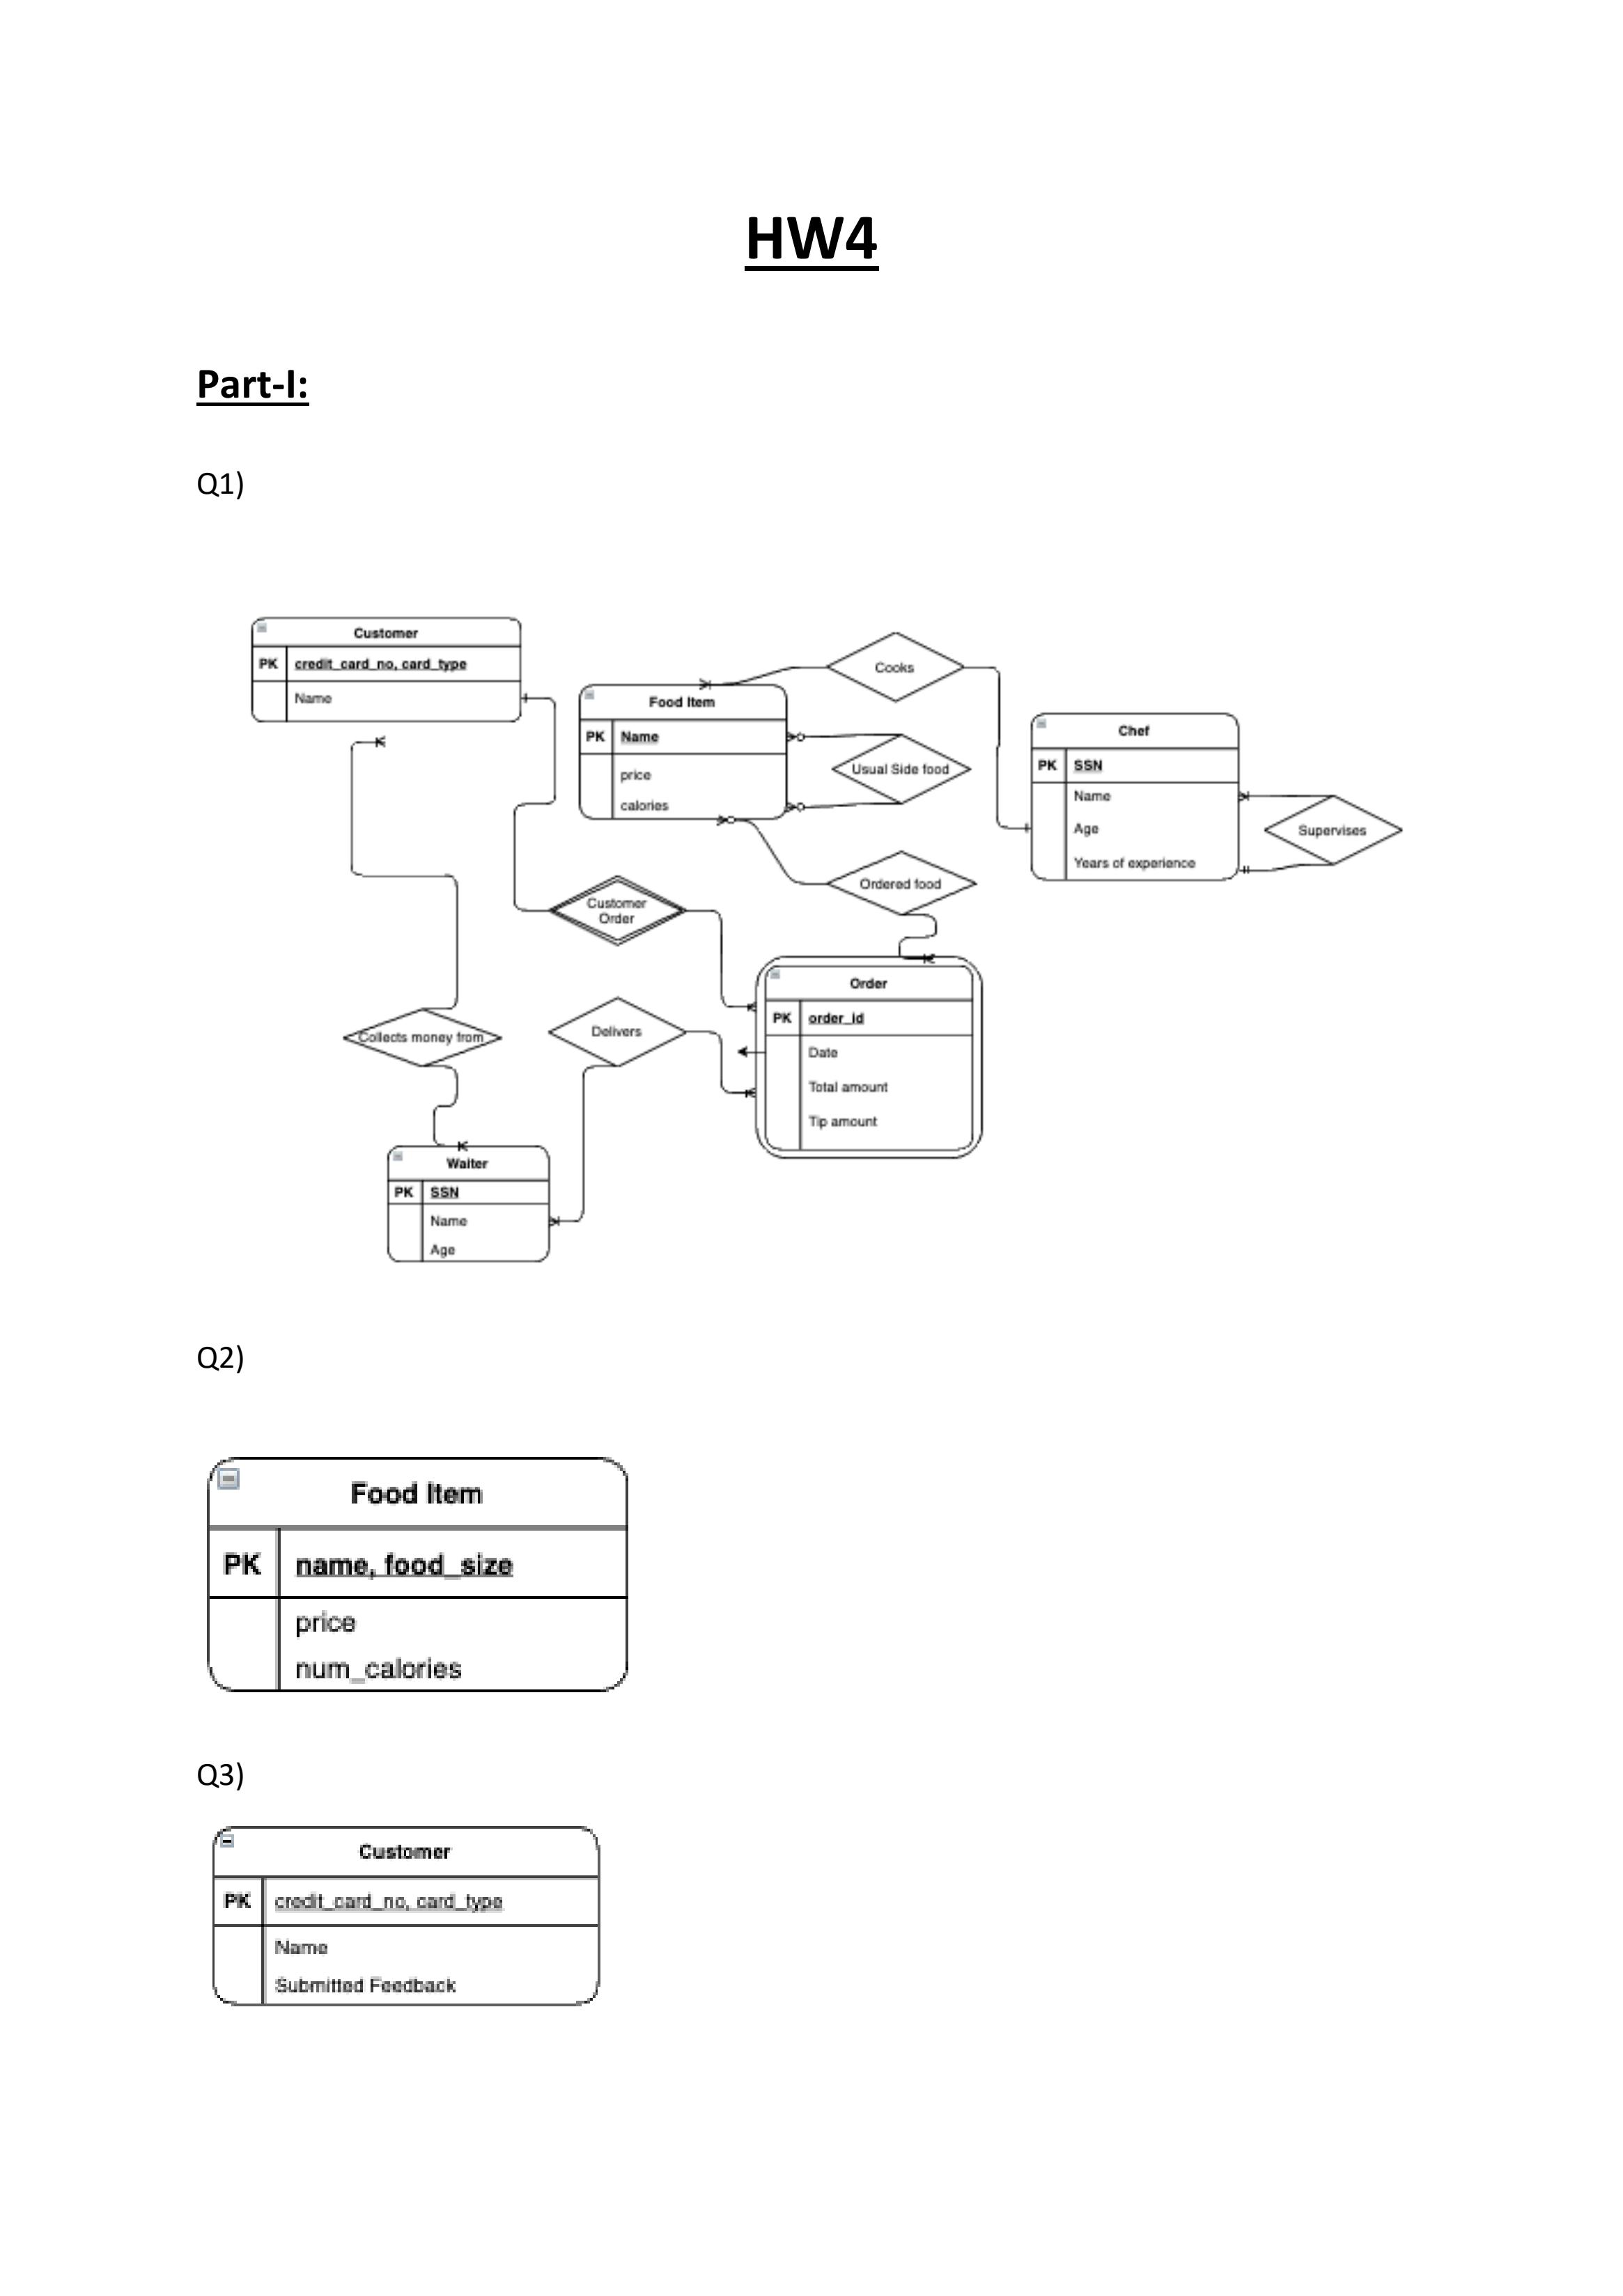 HW4
Part-I:
Q1)
Customer
PK credit_card_no, card_type
Name
Food Item
PK Name
price
calories
Cooks
Usual Side food
Chef
PK SSN
Name
Age
Years of experience
Supervises
Ordered food
Customer
Order
Order
PK order_id
Date
Total amount
Tip amount
Collects money from
Delivers
Waiter
PK SSN
Name
Age
Q2)
Food Item
PK name, food_size
price
num_calories
Q3)
Customer
PK credit_card_no, card_type
Name
Submitted Feedback